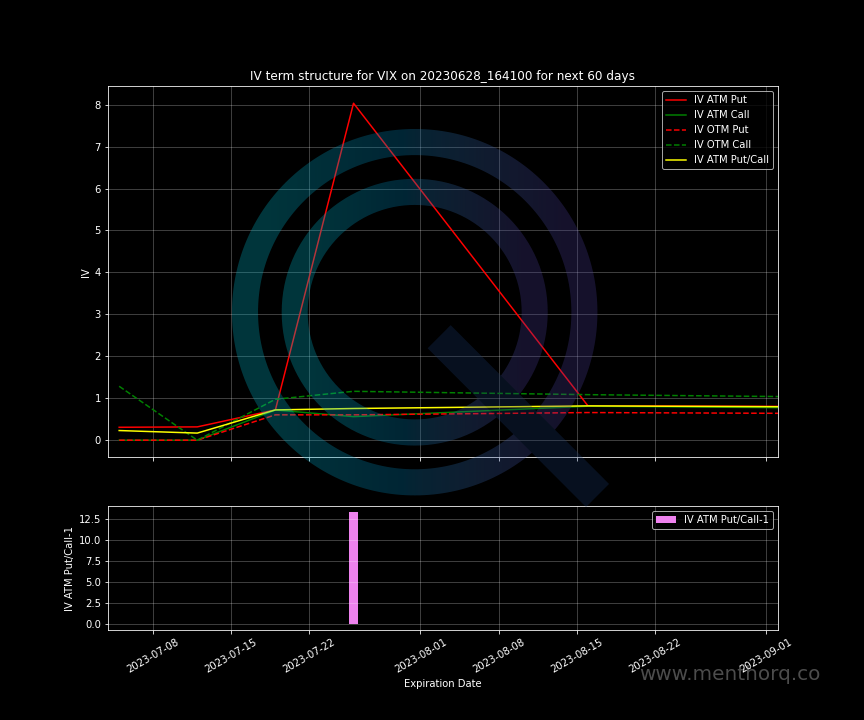 IV term structure for VIX on 20230628_164100 for next 60 days
IV ATM Put
IV ATM Call
IV OTM Put
IV OTM Call
IV ATM Put/Call
8
7
6
5
4
3
2
1
0
IV
IV ATM Put/Call-1
12.5
10.0
7.5
5.0
2.5
0.0
IV ATM Put/Call-1
2023-07-08
2023-07-15
2023-07-22
2023-08-01
2023-08-08
2023-08-15
2023-08-22
2023-09-01
Expiration Date
www.menthorq.co